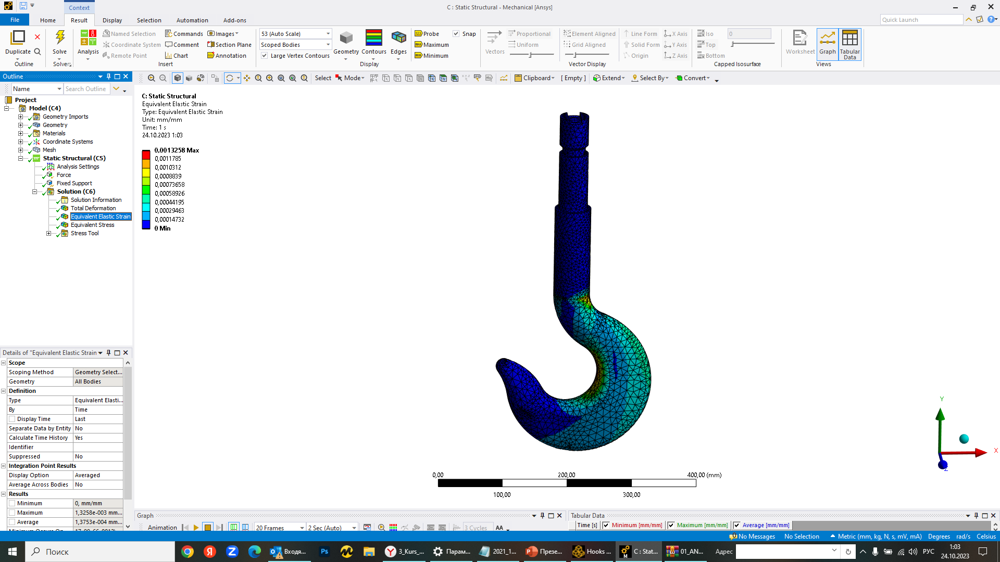 Context
C : Static Structural - Mechanical [Ansys]
File
Home
Result
Display
Selection
Automation
Add-ons
Quick Launch
Duplicate
Outline
Solve
Solver
Analysis
Named Selection
Coordinate System
Remote Point
Commands
Comment
Chart
Images
Section Plane
Annotation
Insert
53 (Auto Scale)
Scoped Bodies
Large Vertex Contours
Geometry
Contours
Edges
Display
Probe
Maximum
Minimum
Snap
Vectors
Proportional
Uniform
Element Aligned
Grid Aligned
Line Form
Solid Form
Origin
X Axis
Y Axis
Z Axis
Vector Display
Iso
Top
Bottom
0
Capped Isosurface
Worksheet
Graph
Tabular Data
Views
Outline
Name
Search Outline
Select
Mode
Clipboard
[ Empty ]
Extend
Select By
Convert
Project
Model (C4)
Geometry Imports
Geometry
Materials
Coordinate Systems
Mesh
Static Structural (C5)
Analysis Settings
Force
Fixed Support
Solution (C6)
Solution Information
Total Deformation
Equivalent Elastic Strain
Equivalent Stress
Stress Tool
C: Static Structural
Equivalent Elastic Strain
Type: Equivalent Elastic Strain
Unit: mm/mm
Time: 1 s
24.10.2023 1:03
0,0013258 Max
0,0011785
0,0010312
0,0008839
0,00073658
0,00058926
0,00044195
0,00029463
0,00014732
0 Min
Y
X
Z
0,00
200,00
400,00 (mm)
100,00
300,00
Details of "Equivalent Elastic Strain
Scope
Scoping Method Geometry Select...
Geometry All Bodies
Definition
Type Equivalent Elasti...
By Time
Display Time Last
Separate Data by Entity No
Calculate Time History Yes
Identifier
Suppressed No
Integration Point Results
Display Option Averaged
Average Across Bodies No
Results
Minimum 0, mm/mm
Maximum 1,3258e-003 mm...
Average 1,3753e-004 mm...
Graph
Animation
20 Frames
2 Sec (Auto)
3 Cycles
AA
Tabular Data
Time [s]
Minimum [mm/mm]
Maximum [mm/mm]
Average [mm/mm]
No Messages
No Selection
Metric (mm, kg, N, s, mV, mA)
Degrees
rad/s
Celsius
Поиск
Входя...
Ps
3_Kurs_...
Парам...
2021_1...
Презе...
Hooks ...
C : Stat...
01_AN...
Адрес
РУС
1:03
24.10.2023